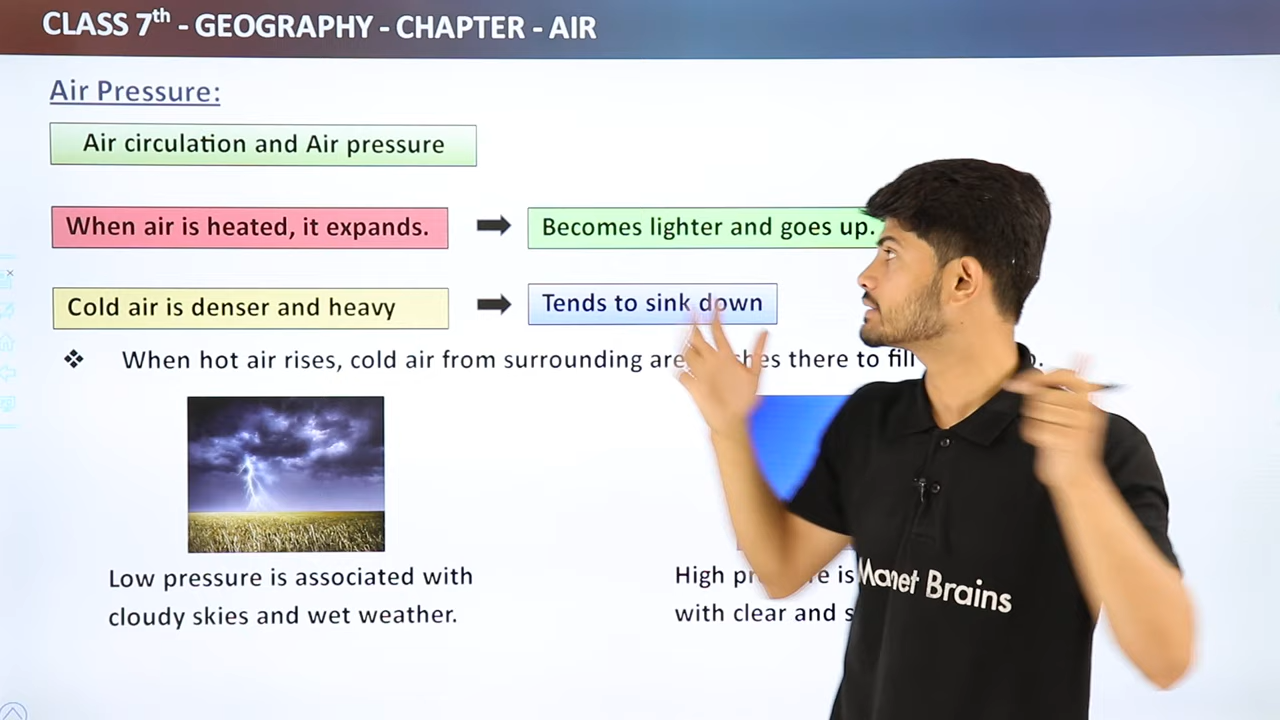 CLASS 7th - GEOGRAPHY - CHAPTER - AIR
Air Pressure:
Air circulation and Air pressure
When air is heated, it expands.
Becomes lighter and goes up.
Cold air is denser and heavy
Tends to sink down
When hot air rises, cold air from surrounding there to fill
Low pressure is associated with
cloudy skies and wet weather.
High is
with clear and
Magnet Brains